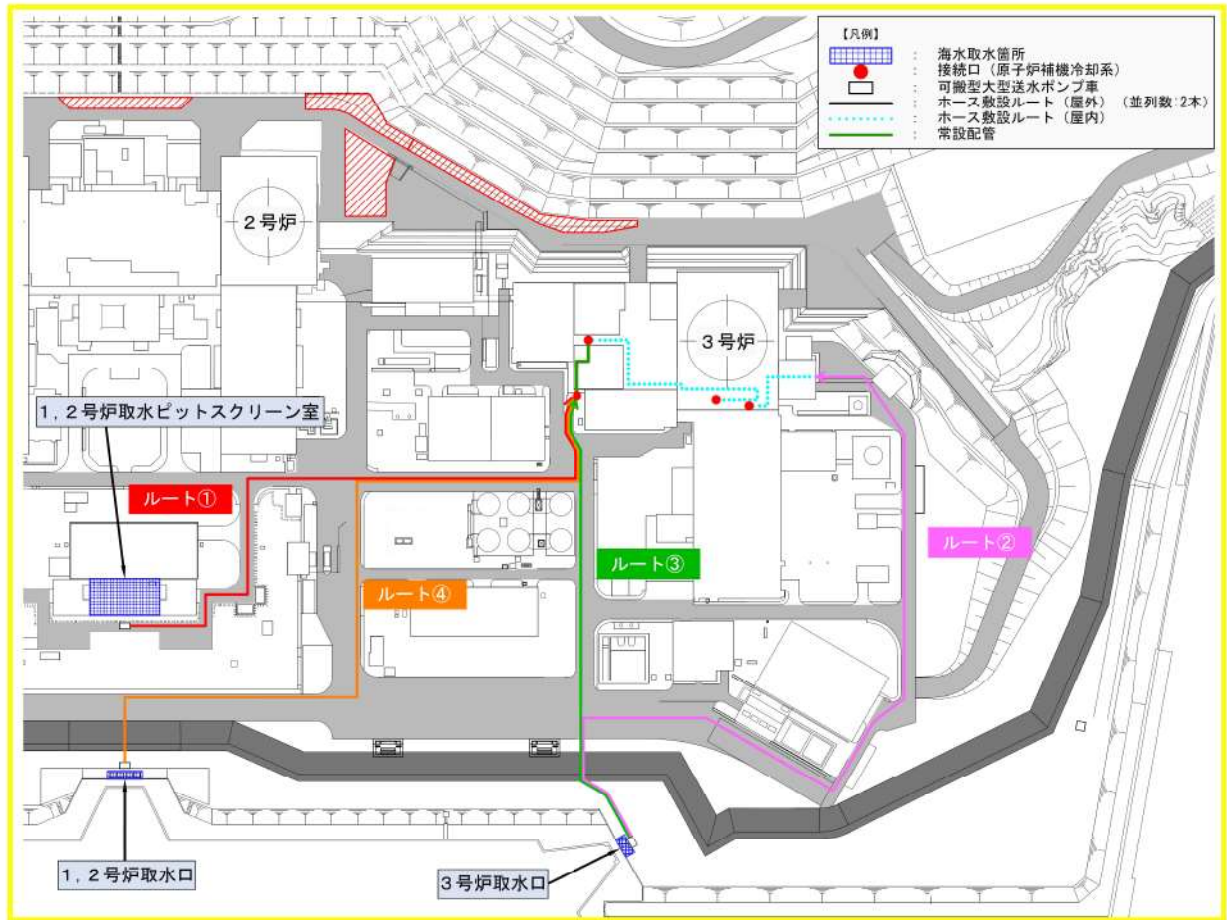 【凡例】
： 海水取水箇所
： 接続口（原子炉補機冷却系）
： 可搬型大型送水ポンプ車
： ホース敷設ルート（屋外）（並列数：2本）
： ホース敷設ルート（屋内）
： 常設配管
2号炉
3号炉
1，2号炉取水ピットスクリーン室
ルート①
ルート③
ルート②
ルート④
1，2号炉取水口
3号炉取水口